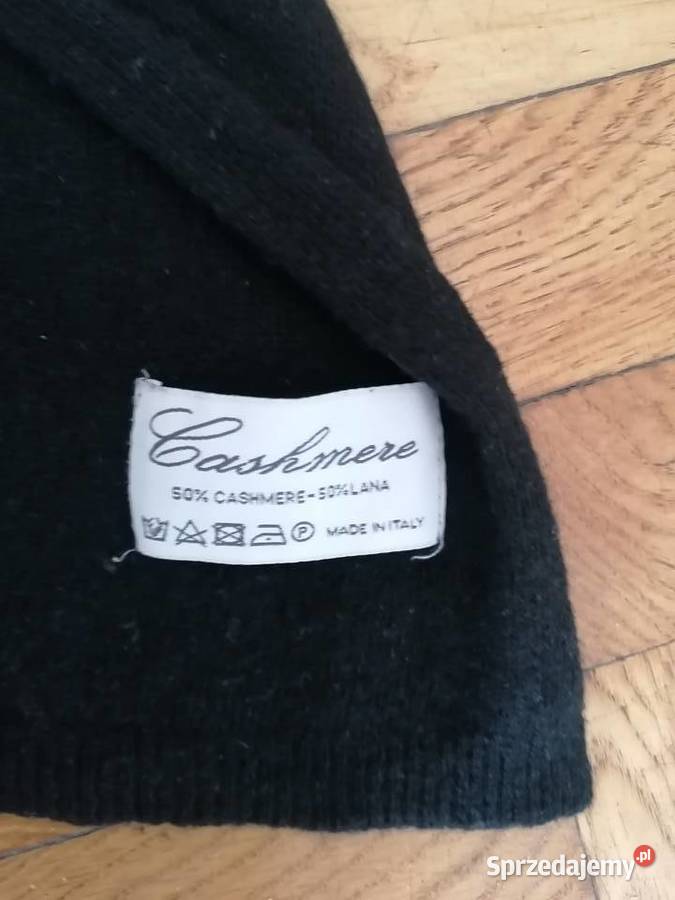 Cashmere
50% CASHMERE-50% LANA
P MADE IN ITALY
Sprzedajemy.pl